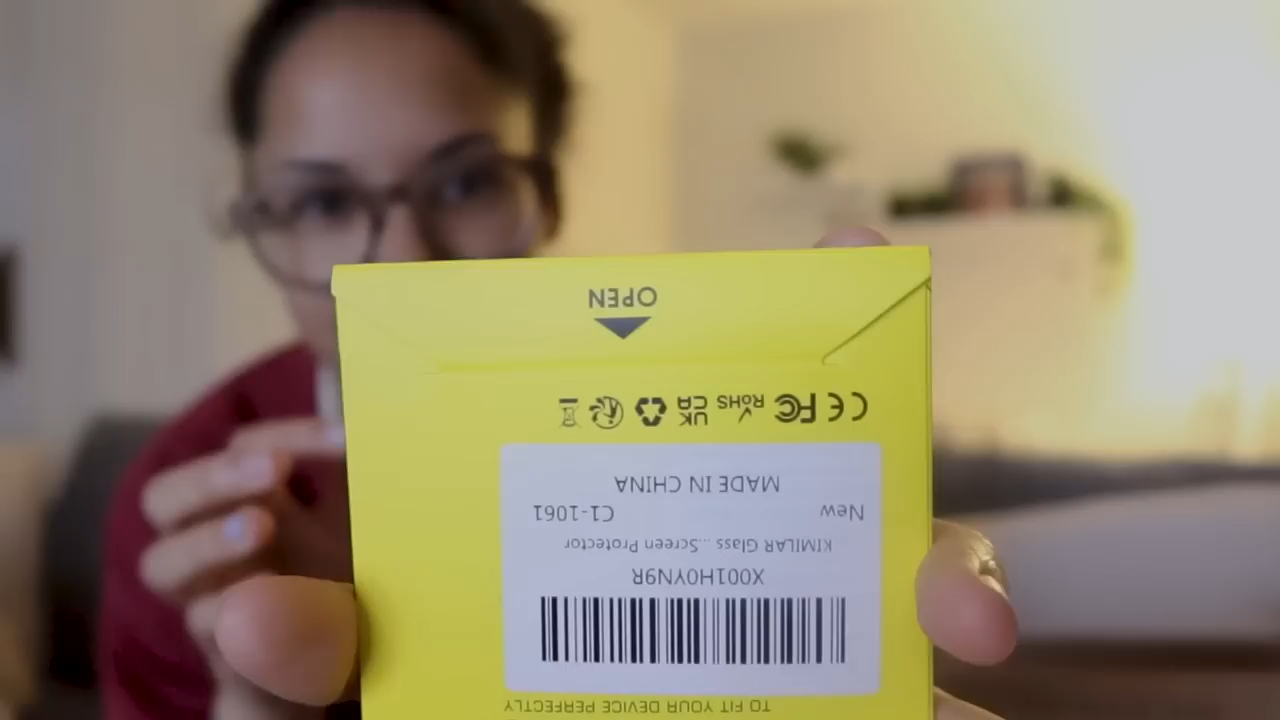 TO FIT YOUR DEVICE PERFECTLY
X001H0YN9R
KIMILAR Glass ...Screen Protector
New C1-1061
MADE IN CHINA
CE FC RoHS UK CA
OPEN